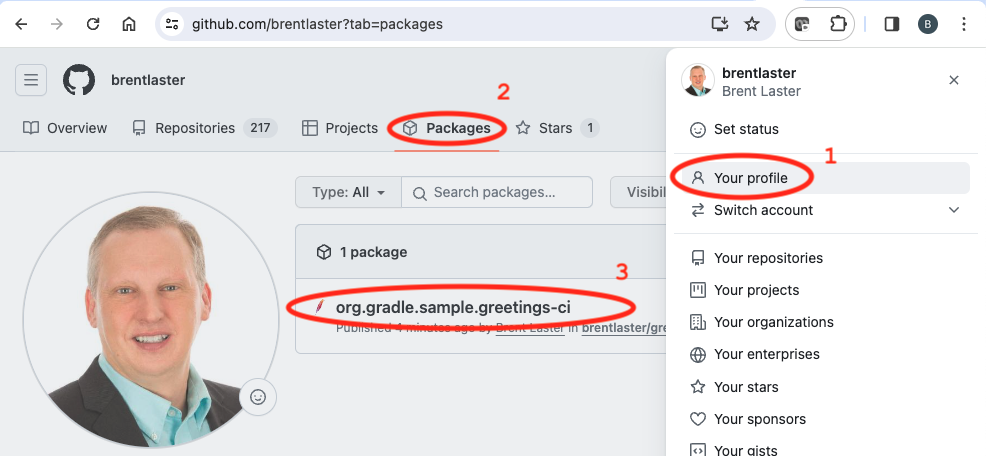 github.com/brentlaster?tab=packages
B
brentlaster
2
Overview
Repositories 217
Projects
Packages
Stars 1
Type: All
Search packages...
Visibil
1 package
3
org.gradle.sample.greetings-ci
Published 4 minutes ago by Brent Laster in brentlaster/gre
brentlaster
Brent Laster
Set status
1
Your profile
Switch account
Your repositories
Your projects
Your organizations
Your enterprises
Your stars
Your sponsors
Your gists